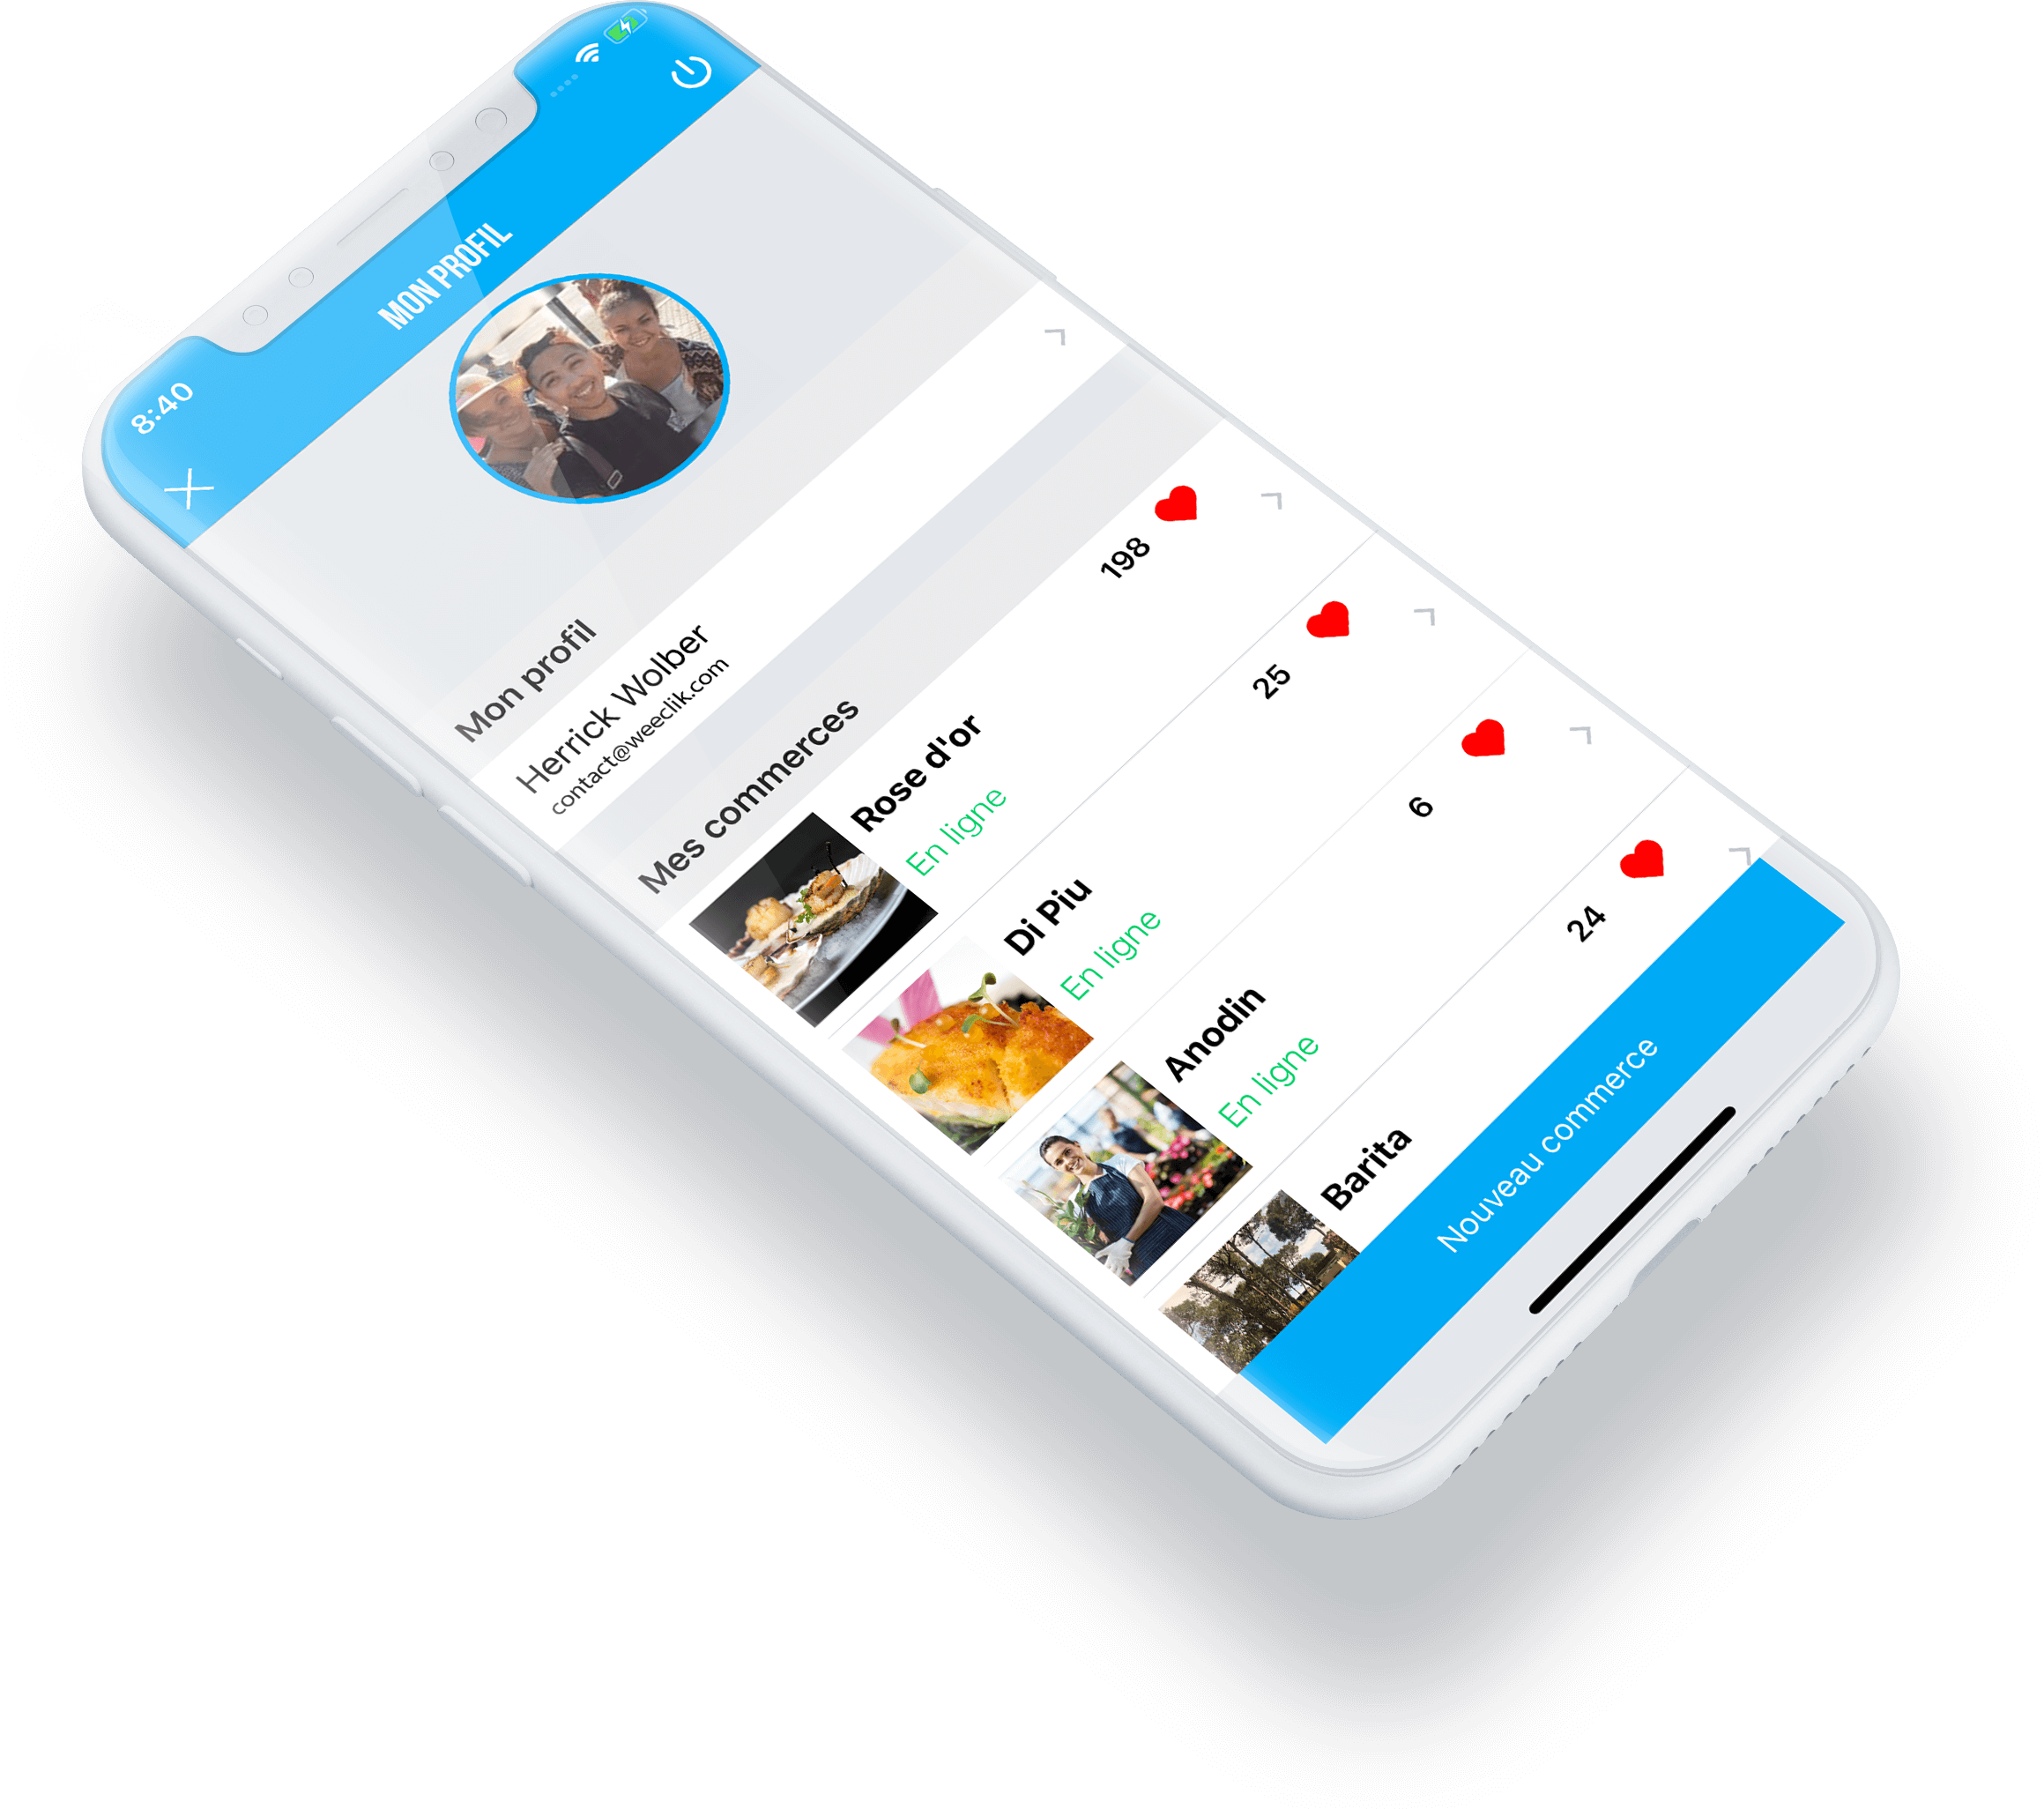 8:40
MON PROFIL
Mon profil
Herrick Wolber
contact@weeclik.com
Mes commerces
Rose d'or
En ligne
198
Di Piu
En ligne
25
Anodin
En ligne
6
Barita
24
Nouveau commerce